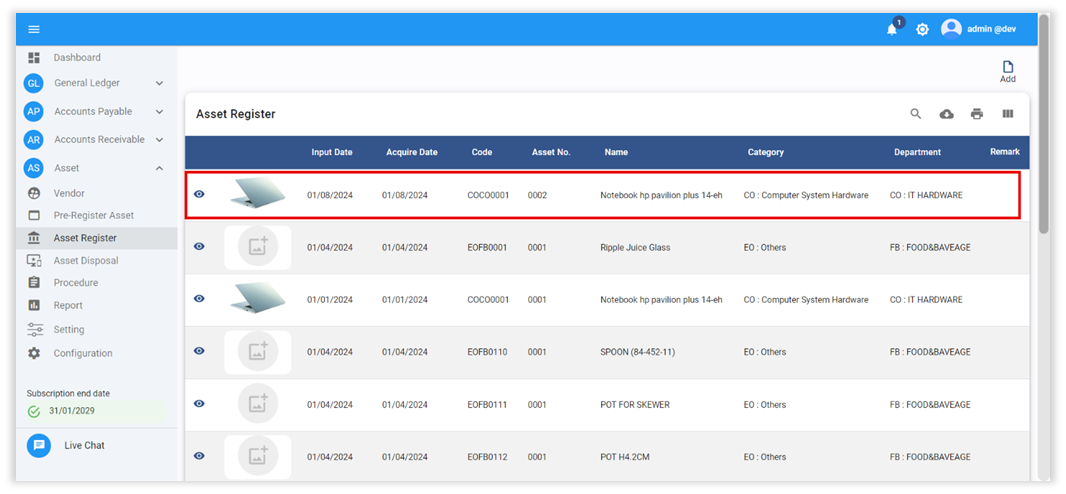 1
admin @dev
Dashboard
GL General Ledger
AP Accounts Payable
AR Accounts Receivable
AS Asset
Vendor
Pre-Register Asset
Asset Register
Asset Disposal
Procedure
Report
Setting
Configuration
Subscription end date
31/01/2029
Live Chat
Add
Asset Register
Input Date Acquire Date Code Asset No. Name Category Department Remark
01/08/2024 01/08/2024 COCO0001 0002 Notebook hp pavilion plus 14-eh CO : Computer System Hardware CO : IT HARDWARE
01/04/2024 01/04/2024 EOFB0001 0001 Ripple Juice Glass EO : Others FB : FOOD&BAVEAGE
01/01/2024 01/01/2024 COCO0001 0001 Notebook hp pavilion plus 14-eh CO : Computer System Hardware CO : IT HARDWARE
01/04/2024 01/04/2024 EOFB0110 0001 SPOON (84-452-11) EO : Others FB : FOOD&BAVEAGE
01/04/2024 01/04/2024 EOFB0111 0001 POT FOR SKEWER EO : Others FB : FOOD&BAVEAGE
01/04/2024 01/04/2024 EOFB0112 0001 POT H4.2CM EO : Others FB : FOOD&BAVEAGE